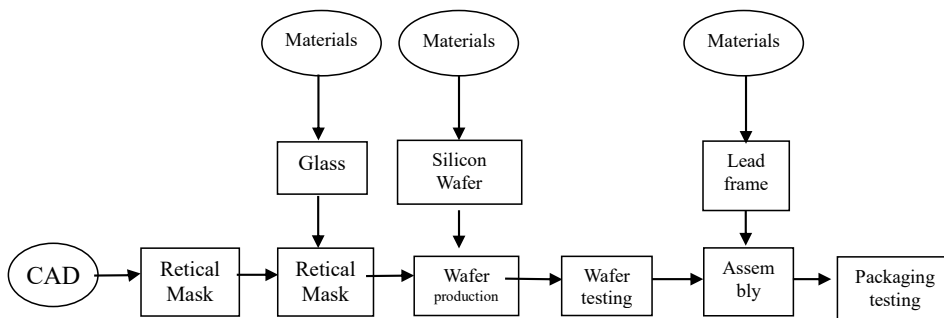 Materials
Materials
Materials
Glass
Silicon
Wafer
Lead
frame
CAD
Retical
Mask
Retical
Mask
Wafer
production
Wafer
testing
Assem
bly
Packaging
testing